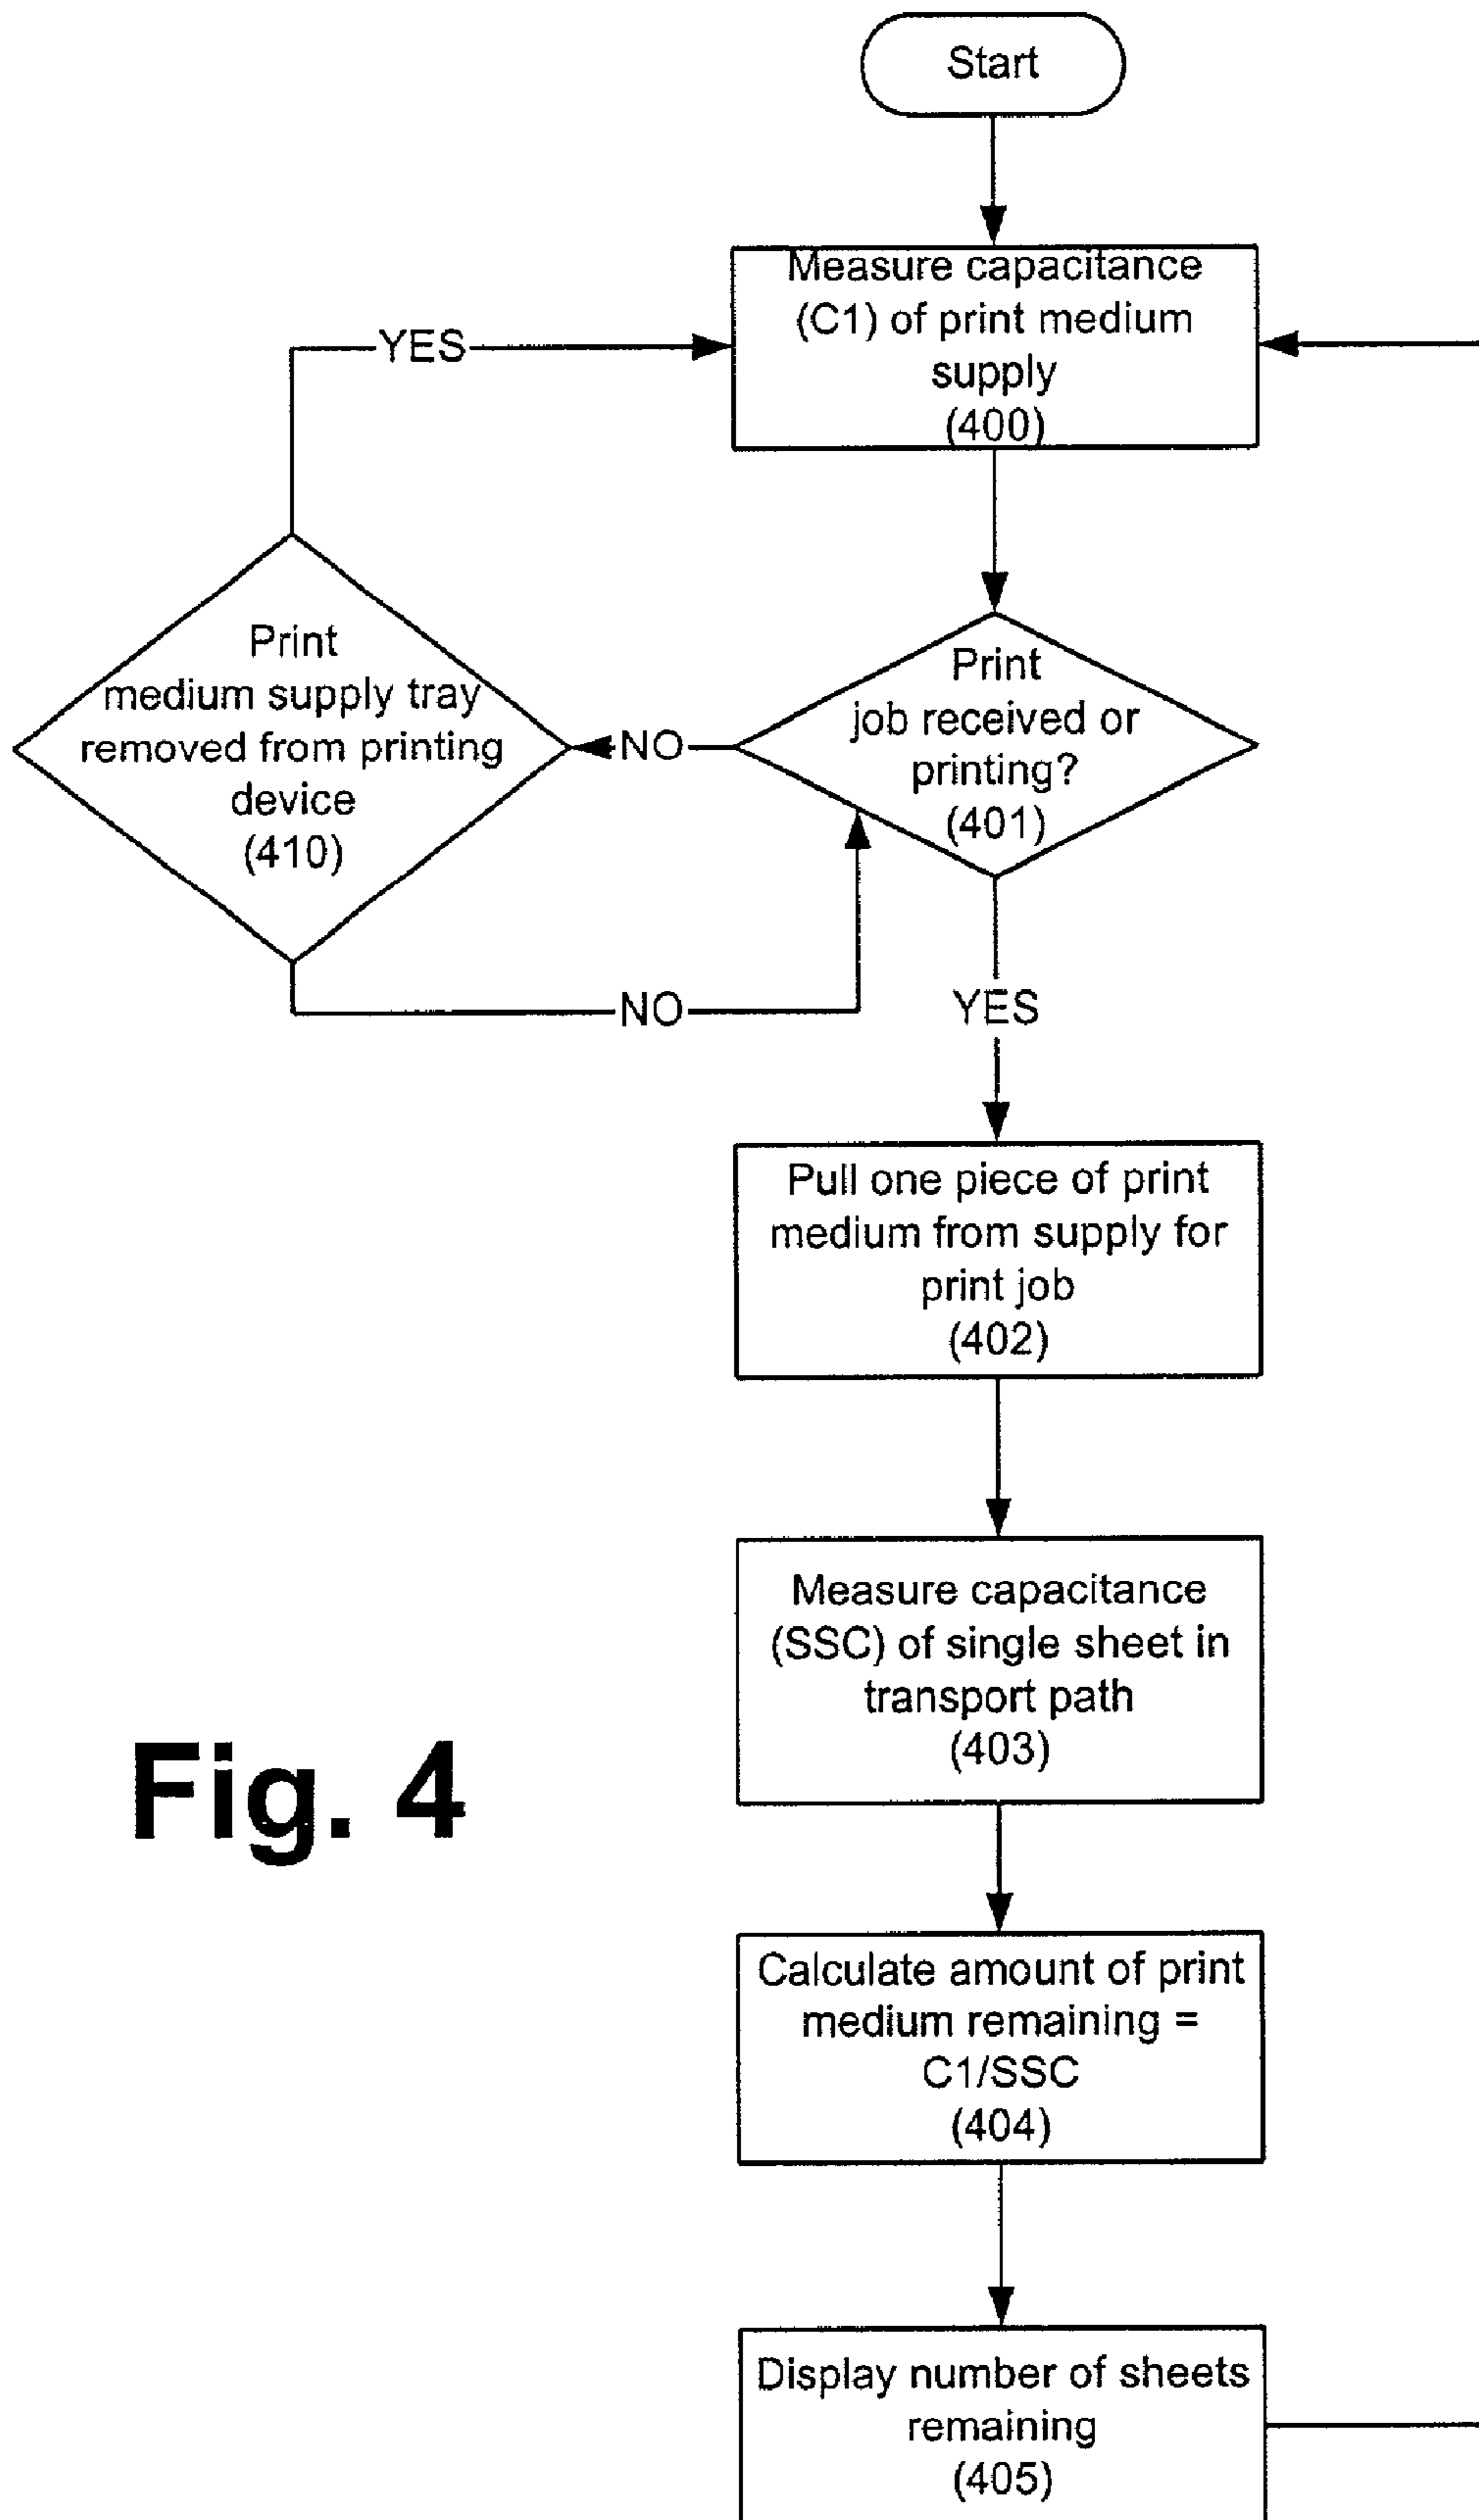 Start
Measure capacitance
(C1) of print medium
supply
(400)
YES
Print
medium supply tray
removed from printing
device
(410)
NO
Print
job received or
printing?
(401)
NO
YES
Pull one piece of print
medium from supply for
print job
(402)
Measure capacitance
(SSC) of single sheet in
transport path
(403)
Fig. 4
Calculate amount of print
medium remaining =
C1/SSC
(404)
Display number of sheets
remaining
(405)